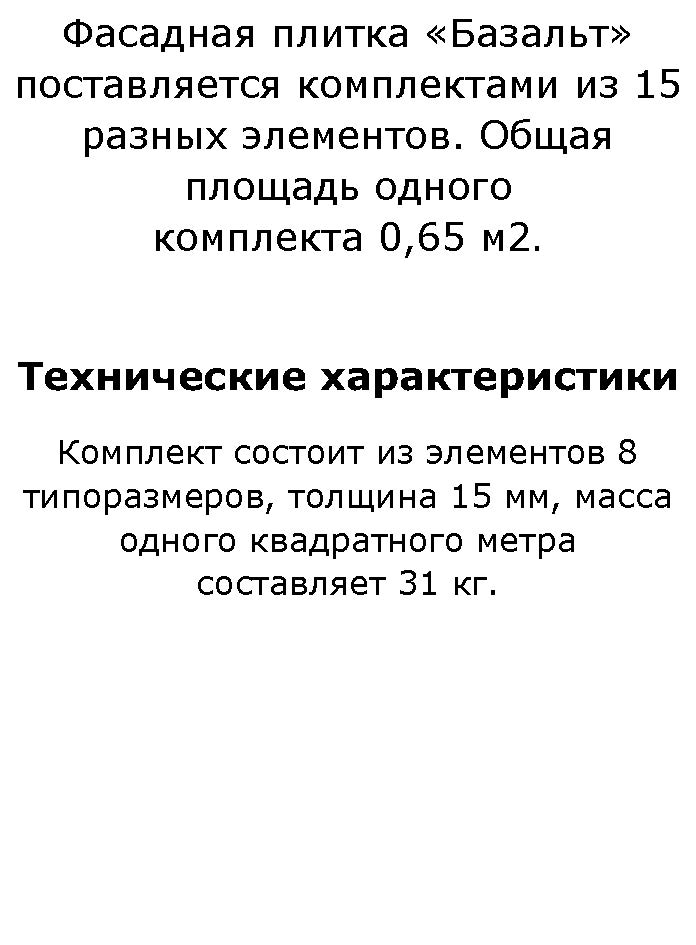 Фасадная плитка «Базальт»
поставляется комплектами из 15
разных элементов. Общая
площадь одного
комплекта 0,65 м2.
Технические характеристики
Комплект состоит из элементов 8
типоразмеров, толщина 15 мм, масса
одного квадратного метра
составляет 31 кг.